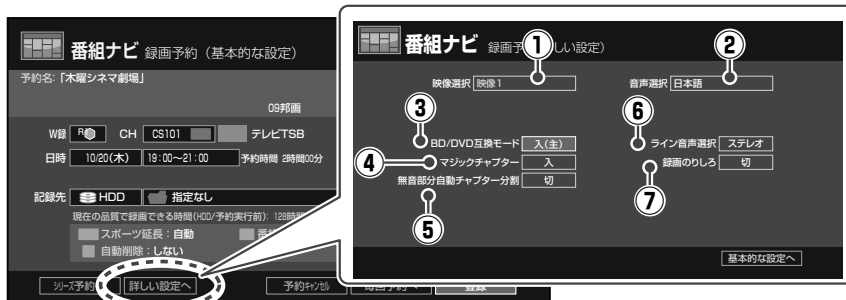 番組ナビ 録画予約（基本的な設定）
予約名：「木曜シネマ劇場」
09邦画
W録 R CH CS101 テレビTSB
日時 10/20(木) 19:00〜21:00 予約時間 2時間00分
記録先 HDD 指定なし
現在の品質で録画できる時間(HDD/予約実行前)： 128時間
スポーツ延長：自動
自動削除：しない
シリーズ予約 詳しい設定へ 予約キャンセル
番組ナビ 録画予 しい設定）
① ②
映像選択 映像1 音声選択 日本語
③ ⑥
BD/DVD互換モード 入(主) ライン音声選択 ステレオ
④ マジックチャプター 入 録画のりしろ 切
無音部分自動チャプター分割 切
⑤ ⑦
基本的な設定へ